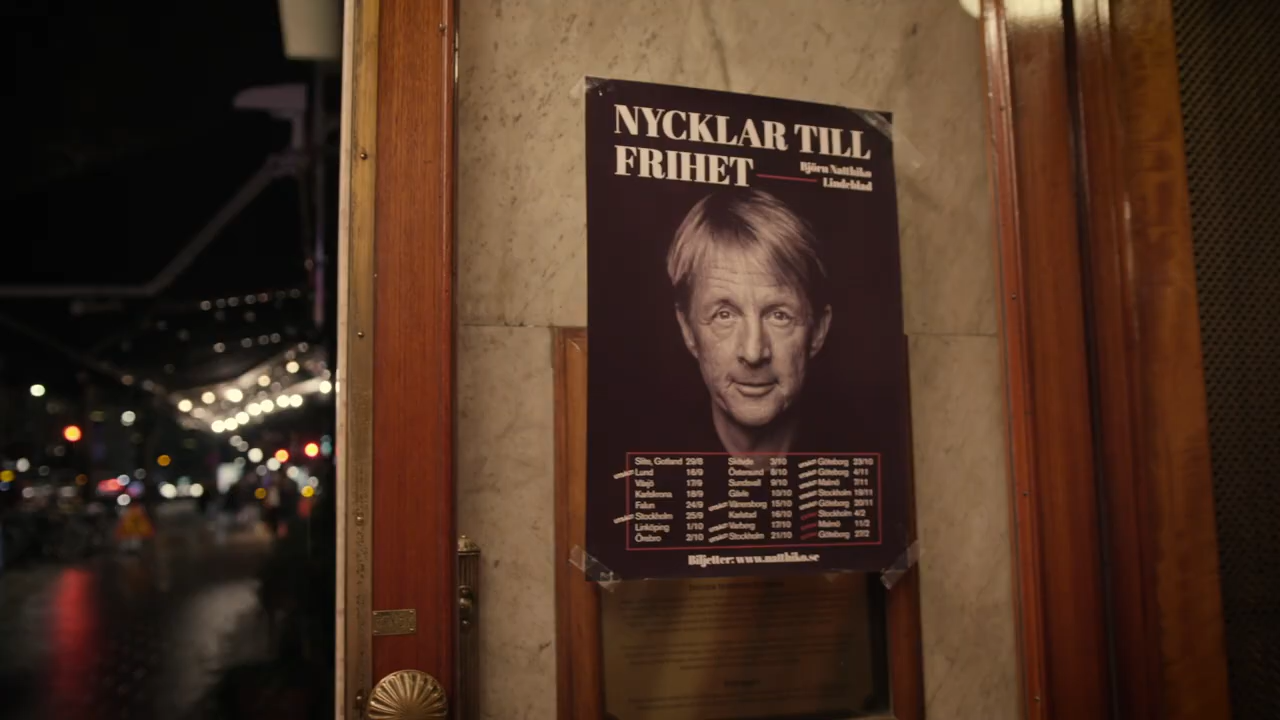 NYCKLAR TILL
FRIHET
Björn Natthiko
Lindeblad
Slite, Gotland 29/8
Lund 16/9
Växjö 17/9
Karlskrona 18/9
Falun 24/9
Stockholm 25/9
Linköping 1/10
Örebro 2/10
Skövde 3/10
Östersund 8/10
Sundsvall 9/10
Gävle 10/10
Vänersborg 15/10
Karlstad 16/10
Varberg 17/10
Stockholm 21/10
Göteborg 23/10
Göteborg 4/11
Malmö 7/11
Stockholm 19/11
Göteborg 20/11
Stockholm 4/2
Malmö 11/2
Göteborg 27/2
Biljetter: www.natthiko.se